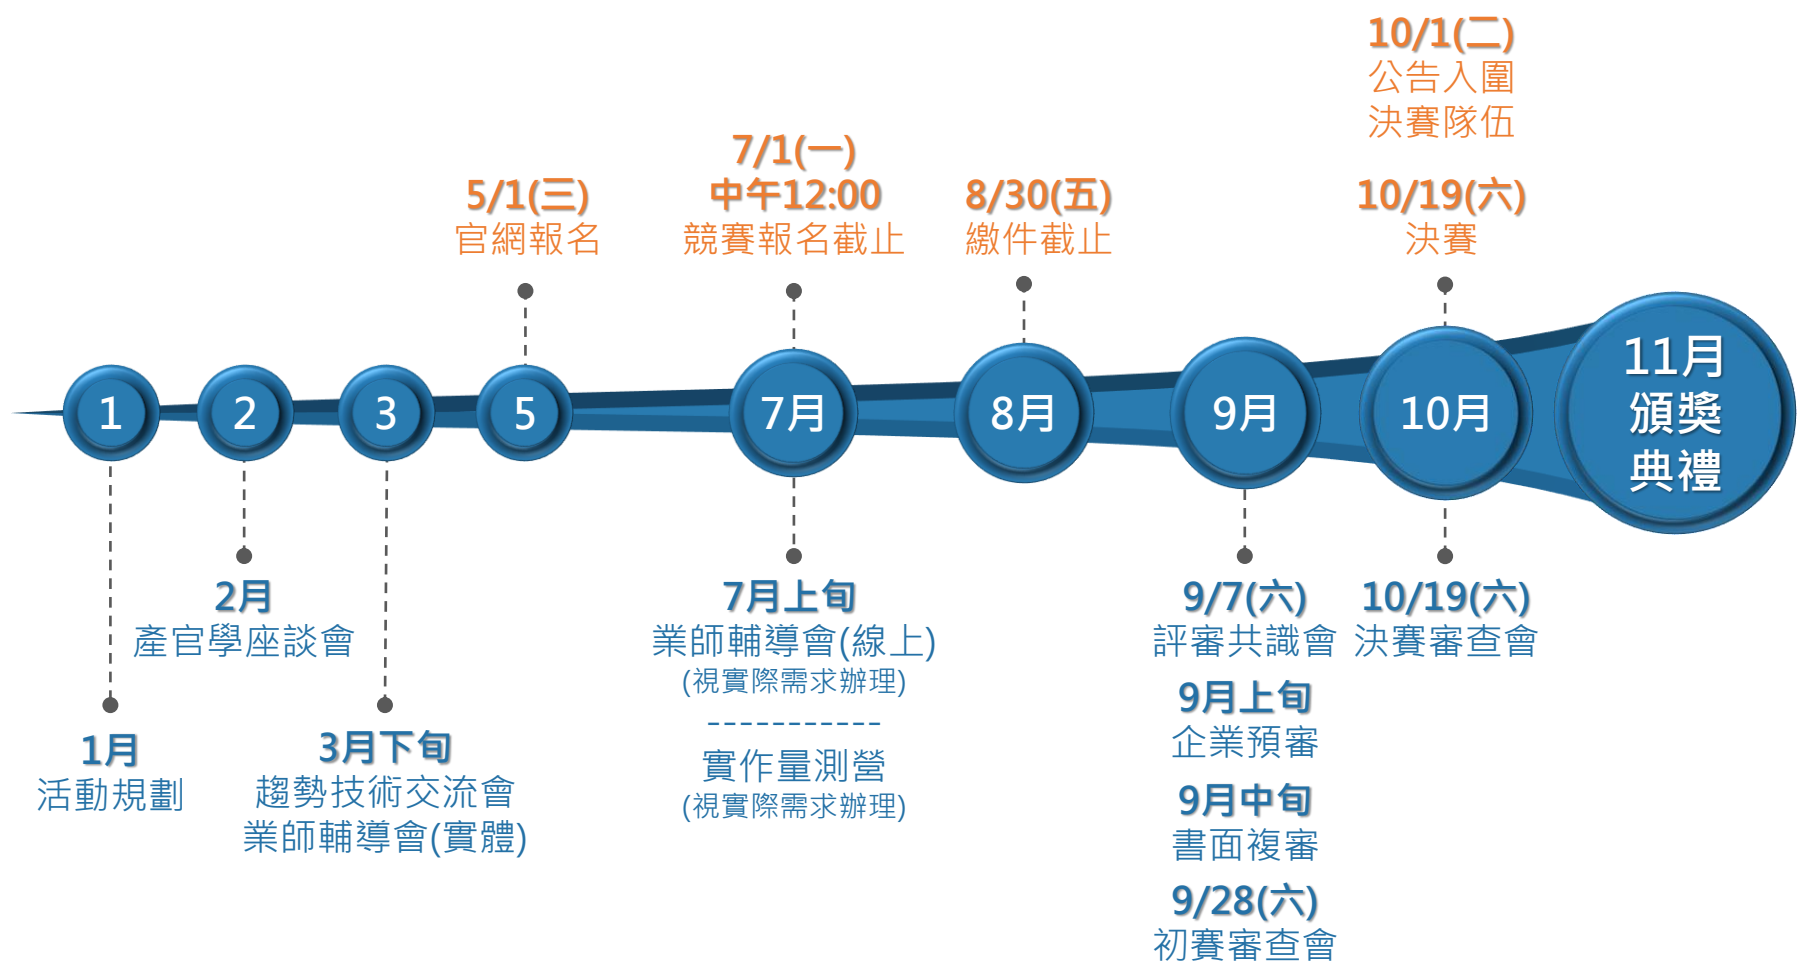 10/1(二)
公告入圍
決賽隊伍
7/1(一)
中午12:00
競賽報名截止
5/1(三)
官網報名
8/30(五)
繳件截止
10/19(六)
決賽
1
2
3
5
7月
8月
9月
10月
11月
頒獎
典禮
2月
產官學座談會
1月
活動規劃
3月下旬
趨勢技術交流會
業師輔導會(實體)
7月上旬
業師輔導會(線上)
(視實際需求辦理)
-----------
實作量測營
(視實際需求辦理)
9/7(六)
評審共識會
9月上旬
企業預審
9月中旬
書面複審
9/28(六)
初賽審查會
10/19(六)
決賽審查會